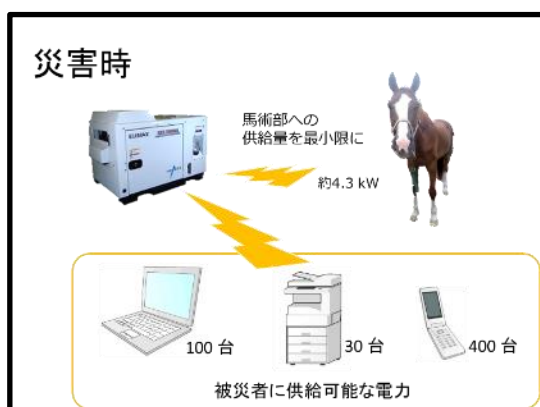 災害時
馬術部への
供給量を最小限に
約4.3 kW
100 台
30 台
400 台
被災者に供給可能な電力